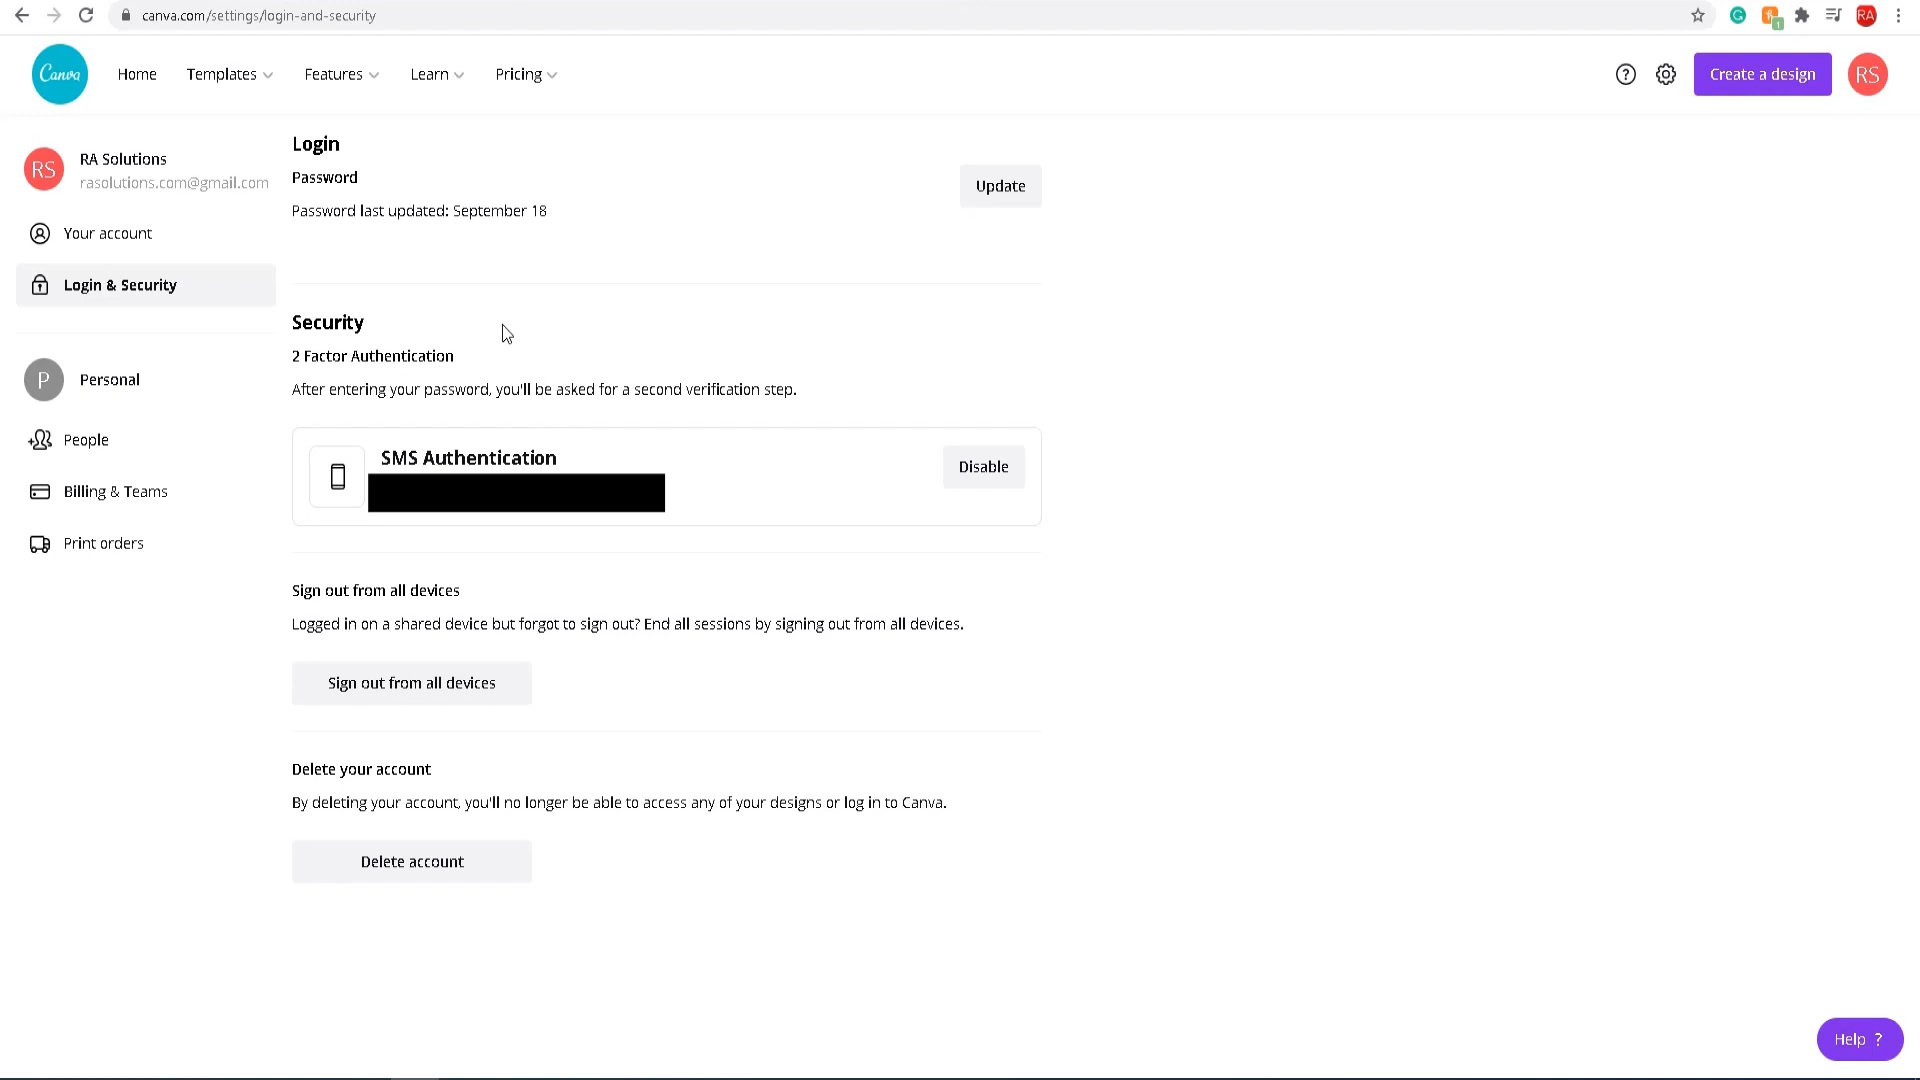 canva.com/settings/login-and-security
G
1
RA
Canva
Home
Templates
Features
Learn
Pricing
?
Create a design
RS
RS
RA Solutions
rasolutions.com@gmail.com
Your account
Login & Security
P
Personal
People
Billing & Teams
Print orders
Login
Password
Update
Password last updated: September 18
Security
2 Factor Authentication
After entering your password, you'll be asked for a second verification step.
SMS Authentication
Disable
Sign out from all devices
Logged in on a shared device but forgot to sign out? End all sessions by signing out from all devices.
Sign out from all devices
Delete your account
By deleting your account, you'll no longer be able to access any of your designs or log in to Canva.
Delete account
Help ?